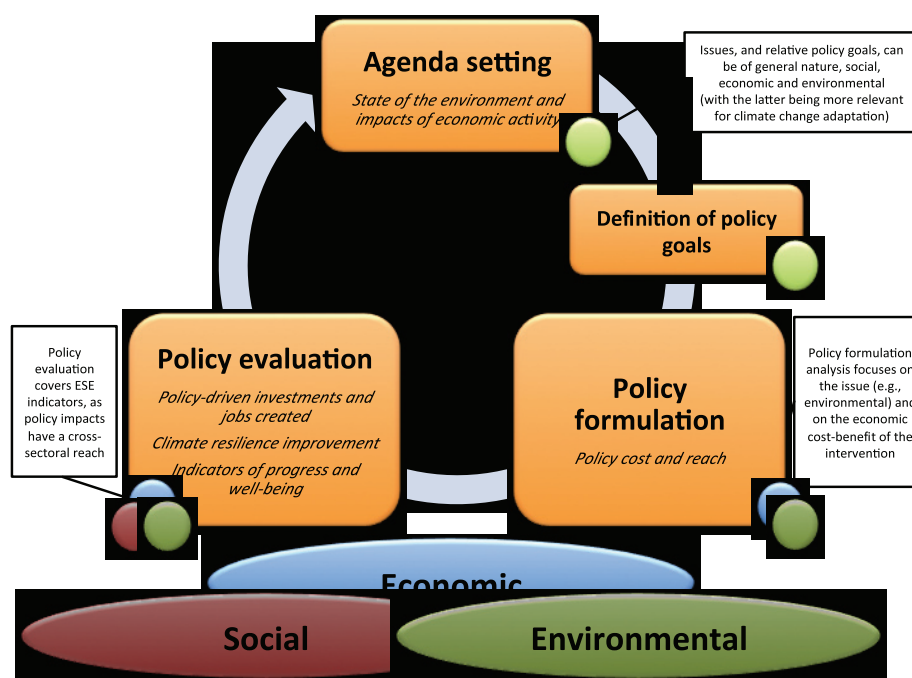 Agenda setting
State of the environment and
impacts of economic activity
Issues, and relative policy goals, can
be of general nature, social,
economic and environmental
(with the latter being more relevant
for climate change adaptation)
Definition of policy
goals
Policy evaluation
Policy-driven investments and
jobs created
Climate resilience improvement
Indicators of progress and
well-being
Policy
evaluation
covers ESE
indicators, as
policy impacts
have a cross-
sectoral reach
Policy
formulation
Policy cost and reach
Policy formulation
analysis focuses on
the issue (e.g.,
environmental) and
on the economic
cost-benefit of the
intervention
Economic
Social
Environmental